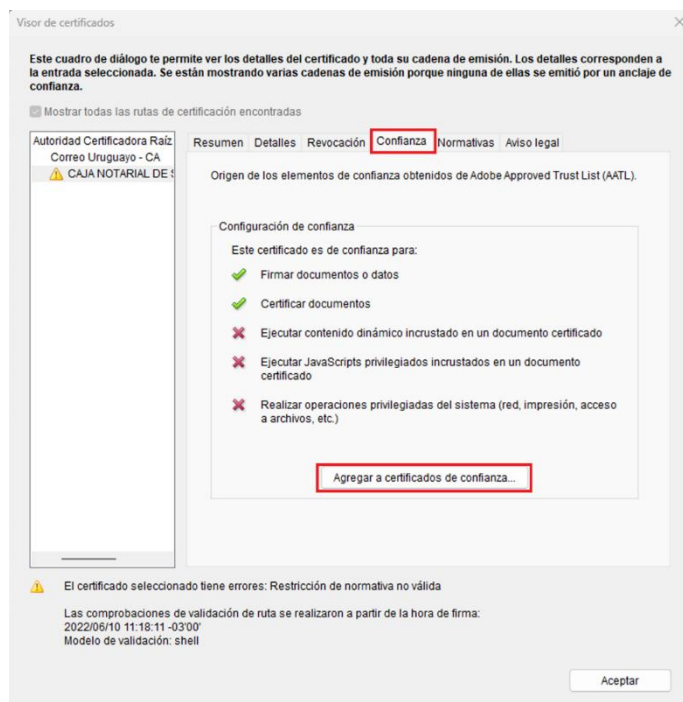 Visor de certificados
Este cuadro de diálogo te permite ver los detalles del certificado y toda su cadena de emisión. Los detalles corresponden a
la entrada seleccionada. Se están mostrando varias cadenas de emisión porque ninguna de ellas se emitió por un anclaje de
confianza.
Mostrar todas las rutas de certificación encontradas
Autoridad Certificadora Raíz
Correo Uruguayo - CA
CAJA NOTARIAL DE
Resumen Detalles Revocación Confianza Normativas Aviso legal
Origen de los elementos de confianza obtenidos de Adobe Approved Trust List (AATL).
Configuración de confianza
Este certificado es de confianza para:
Firmar documentos o datos
Certificar documentos
Ejecutar contenido dinámico incrustado en un documento certificado
Ejecutar JavaScripts privilegiados incrustados en un documento
certificado
Realizar operaciones privilegiadas del sistema (red, impresión, acceso
a archivos, etc.)
Agregar a certificados de confianza...
El certificado seleccionado tiene errores: Restricción de normativa no válida
Las comprobaciones de validación de ruta se realizaron a partir de la hora de firma:
2022/06/10 11:18:11 -03'00'
Modelo de validación: shell
Aceptar